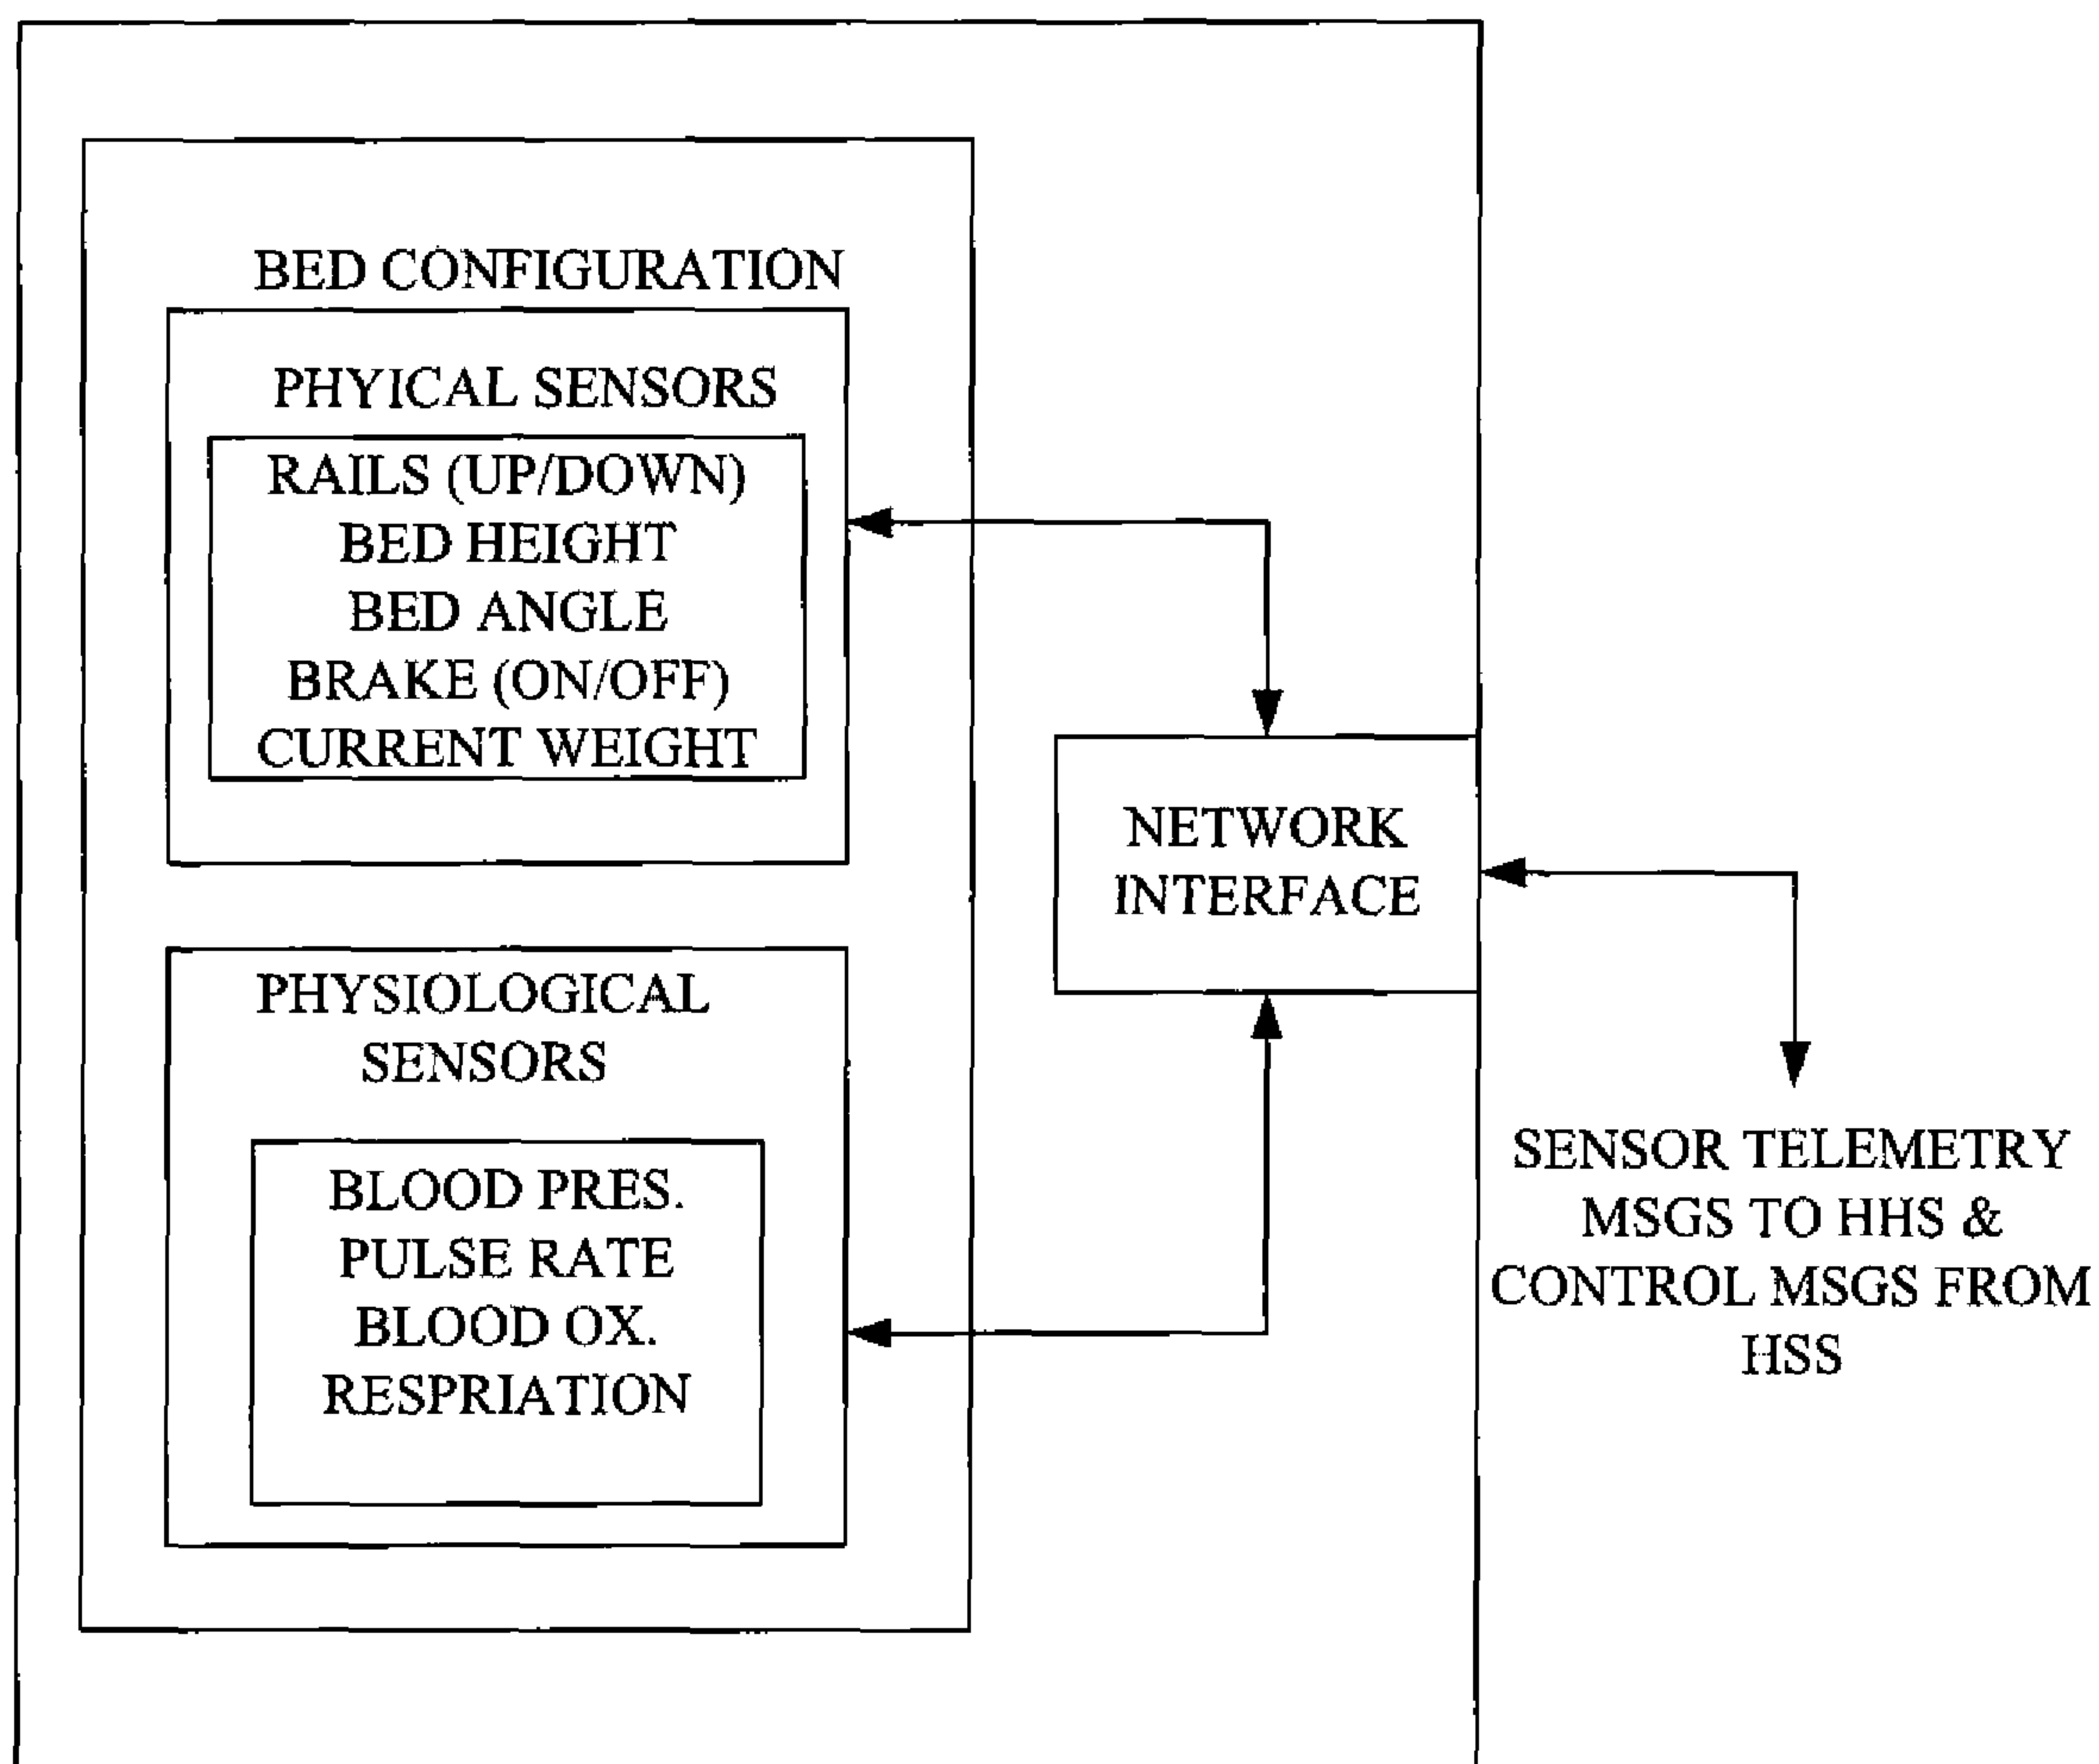 BED CONFIGURATION
PHYICAL SENSORS
RAILS (UP/DOWN)
BED HEIGHT
BED ANGLE
BRAKE (ON/OFF)
CURRENT WEIGHT
NETWORK
INTERFACE
PHYSIOLOGICAL
SENSORS
BLOOD PRES.
PULSE RATE
BLOOD OX.
RESPRIATION
SENSOR TELEMETRY
MSGS TO HHS &
CONTROL MSGS FROM
HSS